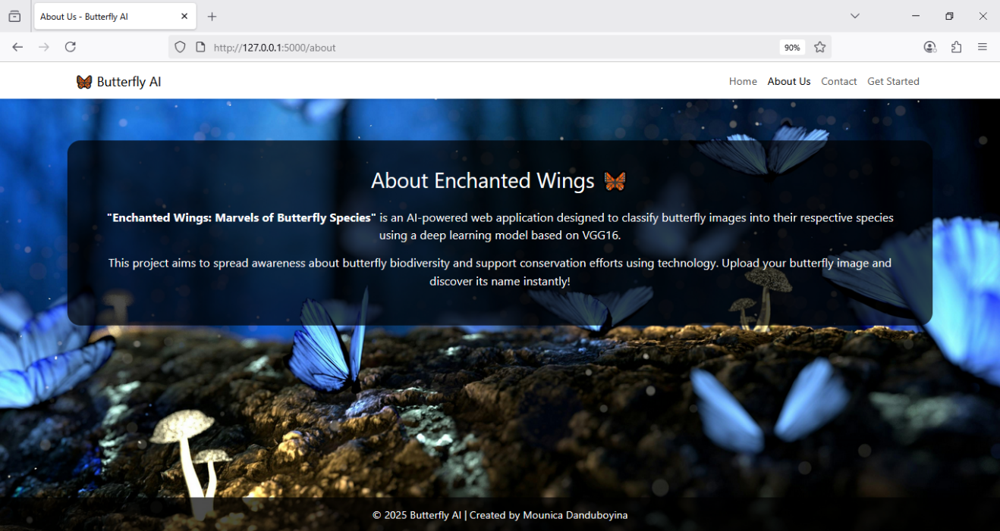 About Us - Butterfly AI
http://127.0.0.1:5000/about
90%
🦋 Butterfly AI
Home
About Us
Contact
Get Started
About Enchanted Wings 🦋
"Enchanted Wings: Marvels of Butterfly Species" is an AI-powered web application designed to classify butterfly images into their respective species
using a deep learning model based on VGG16.
This project aims to spread awareness about butterfly biodiversity and support conservation efforts using technology. Upload your butterfly image and
discover its name instantly!
© 2025 Butterfly AI | Created by Mounica Danduboyina